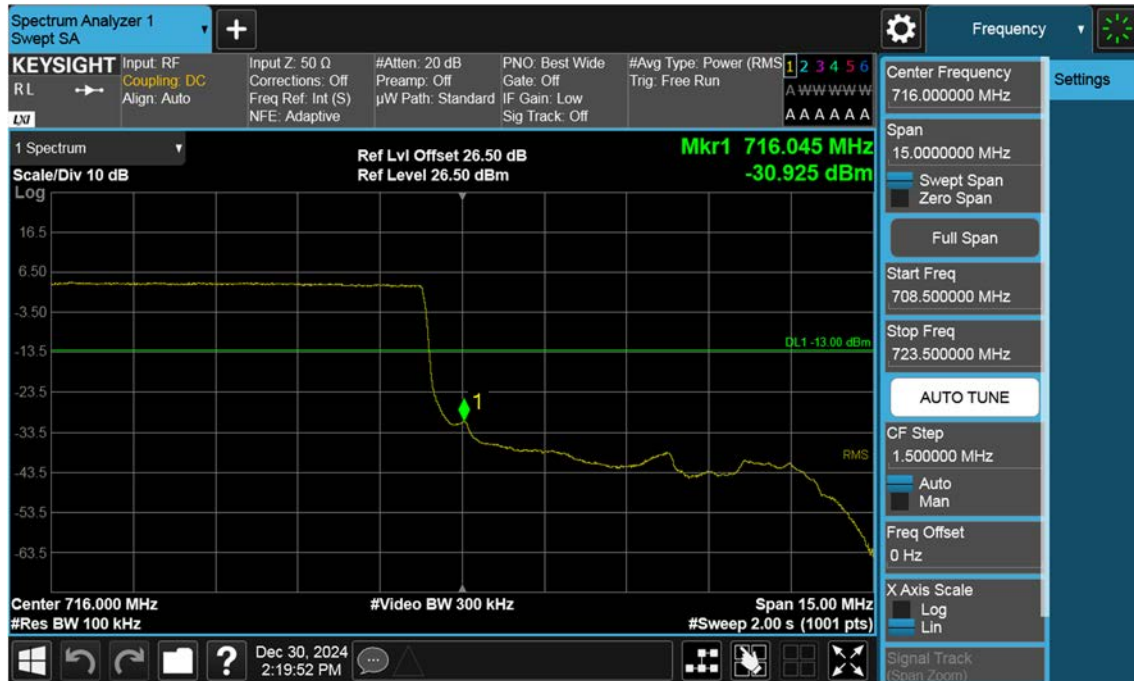 Spectrum Analyzer 1
Swept SA
+
Frequency
KEYSIGHT
RL
LXI
Input: RF
Coupling: DC
Align: Auto
Input Z: 50 Ω
Corrections: Off
Freq Ref: Int (S)
NFE: Adaptive
#Atten: 20 dB
Preamp: Off
µW Path: Standard
PNO: Best Wide
Gate: Off
IF Gain: Low
Sig Track: Off
#Avg Type: Power (RMS
Trig: Free Run
1 2 3 4 5 6
A W W W W W
A A A A A A
1 Spectrum
Scale/Div 10 dB
Ref Lvl Offset 26.50 dB
Ref Level 26.50 dBm
Mkr1 716.045 MHz
-30.925 dBm
Log
16.5
6.50
-3.50
-13.5
-23.5
-33.5
-43.5
-53.5
-63.5
DL1 -13.00 dBm
1
RMS
Center 716.000 MHz
#Video BW 300 kHz
Span 15.00 MHz
#Res BW 100 kHz
#Sweep 2.00 s (1001 pts)
?
Dec 30, 2024
2:19:52 PM
Center Frequency
716.000000 MHz
Span
15.0000000 MHz
Swept Span
Zero Span
Full Span
Start Freq
708.500000 MHz
Stop Freq
723.500000 MHz
AUTO TUNE
CF Step
1.500000 MHz
Auto
Man
Freq Offset
0 Hz
X Axis Scale
Log
Lin
Signal Track
(Span Zoom)
Settings